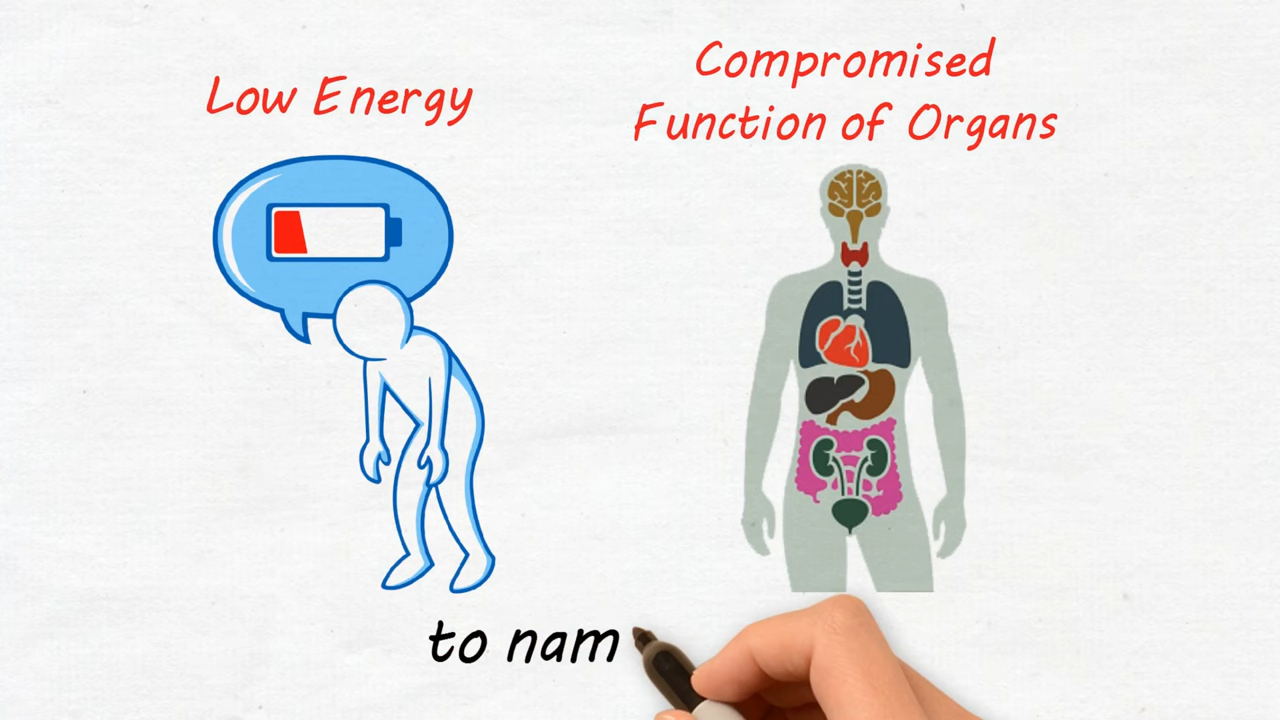 Low Energy
Compromised
Function of Organs
to nam